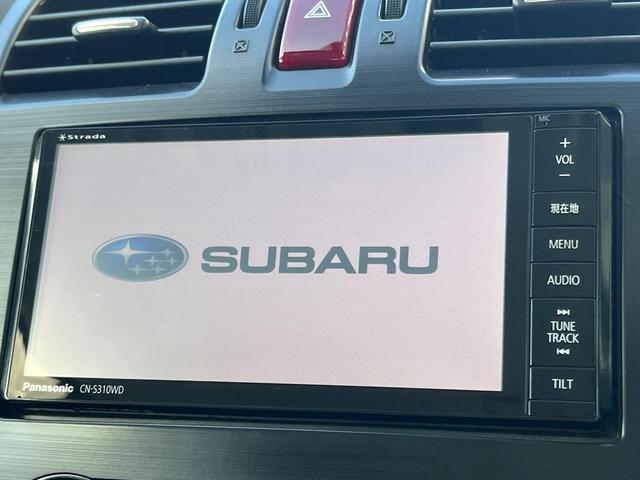 Strada
MIC
+
VOL
−
現在地
SUBARU
MENU
AUDIO
TUNE
TRACK
TILT
Panasonic CN-S310WD